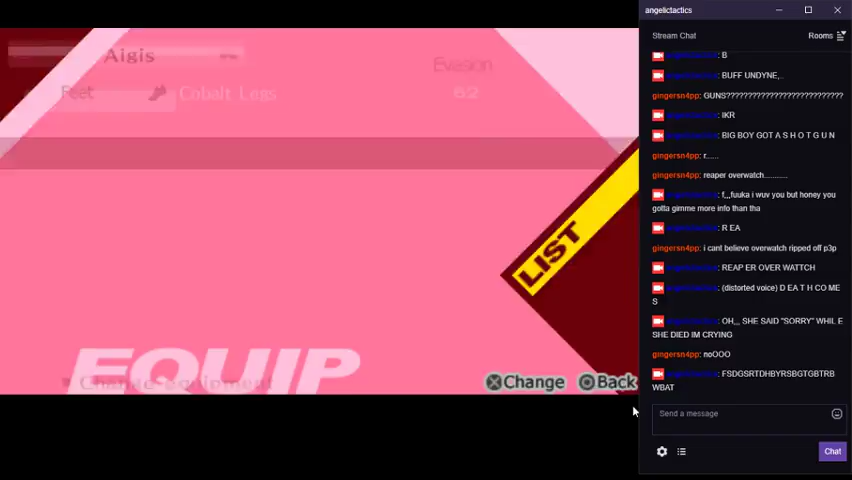 Aigis
Evasion
Feet
Cobalt Legs
62
LIST
EQUIP
Change equipment
Change
Back
angelictactics
Stream Chat
Rooms
: B
: BUFF UNDYNE,.
gingersn4pp: GUNS???????????????????????????
: IKR
: BIG BOY GOT A S H O T G U N
gingersn4pp: r......
gingersn4pp: reaper overwatch...........
: f,,,fuuka i wuv you but honey you
gotta gimme more info than tha
: R EA
gingersn4pp: i cant believe overwatch ripped off p3p
: REAP ER OVER WATTCH
: (distorted voice) D EA T H CO ME
S
: OH,,, SHE SAID "SORRY" WHIL E
SHE DIED IM CRYING
gingersn4pp: noOOO
: FSDGSRTDHBYRSBGTGBTRB
WBAT
Send a message
Chat